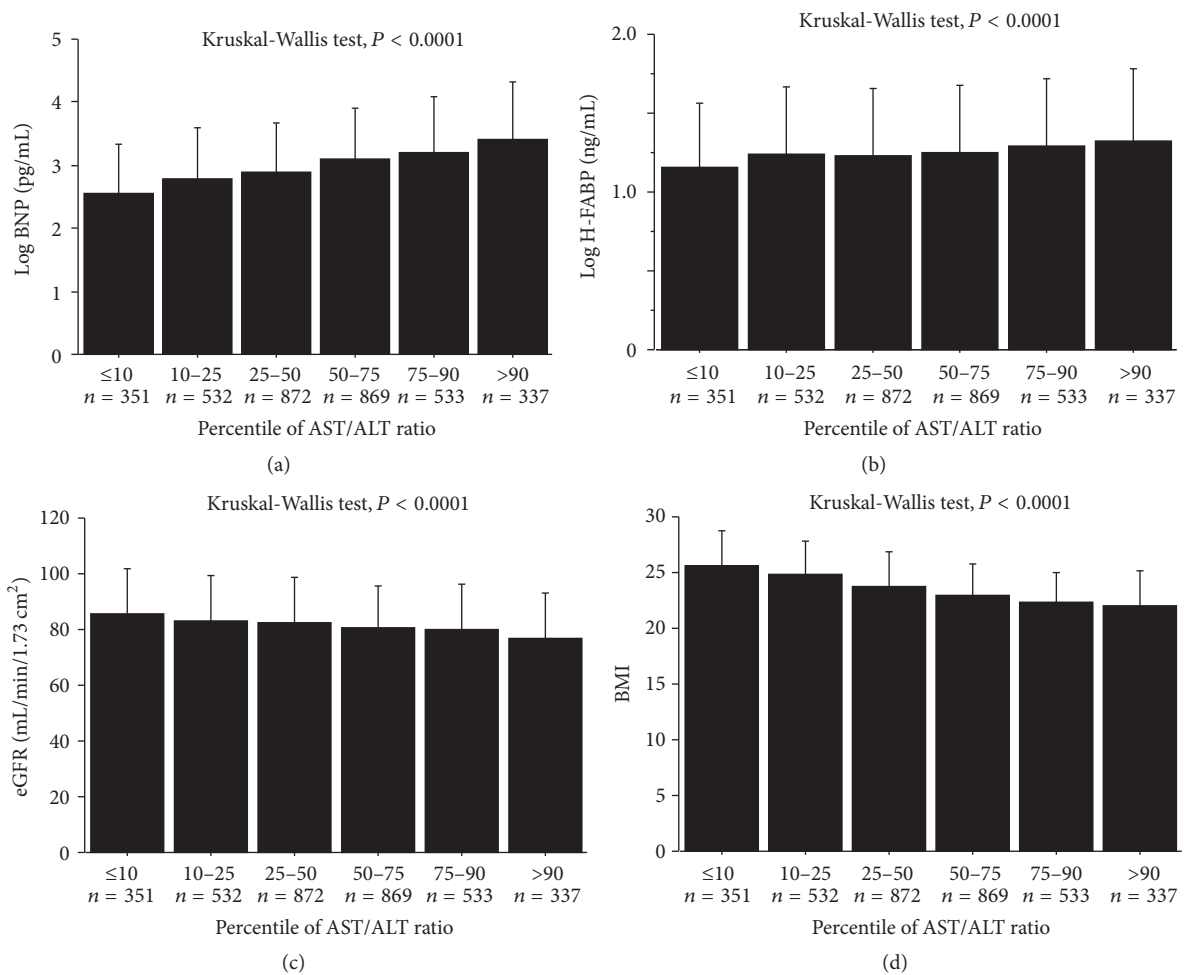 Kruskal-Wallis test, P < 0.0001
5
4
3
2
1
0
Log BNP (pg/mL)
≤10 10–25 25–50 50–75 75–90 >90
n = 351 n = 532 n = 872 n = 869 n = 533 n = 337
Percentile of AST/ALT ratio
(a)
Kruskal-Wallis test, P < 0.0001
2.0
1.0
0
Log H-FABP (ng/mL)
≤10 10–25 25–50 50–75 75–90 >90
n = 351 n = 532 n = 872 n = 869 n = 533 n = 337
Percentile of AST/ALT ratio
(b)
Kruskal-Wallis test, P < 0.0001
120
100
80
60
40
20
0
eGFR (mL/min/1.73 cm²)
≤10 10–25 25–50 50–75 75–90 >90
n = 351 n = 532 n = 872 n = 869 n = 533 n = 337
Percentile of AST/ALT ratio
(c)
Kruskal-Wallis test, P < 0.0001
30
25
20
15
10
5
0
BMI
≤10 10–25 25–50 50–75 75–90 >90
n = 351 n = 532 n = 872 n = 869 n = 533 n = 337
Percentile of AST/ALT ratio
(d)